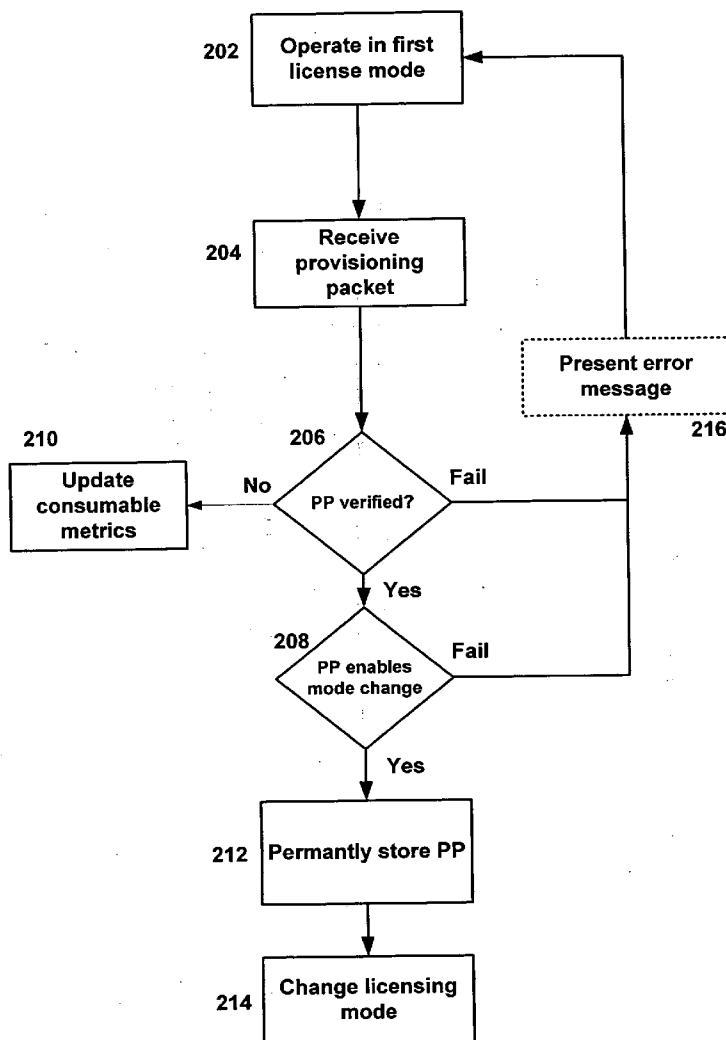 202
Operate in first
license mode
204
Receive
provisioning
packet
Present error
message
216
210
206
Update
consumable
metrics
No
PP verified?
Fail
Yes
208
PP enables
mode change
Fail
Yes
212
Permantly store PP
214
Change licensing
mode